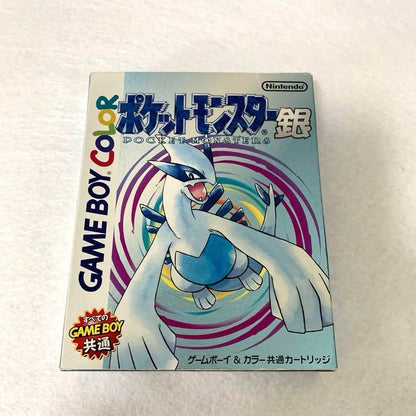 Nintendo
ポケットモンスター銀
POCKET MONSTERS
GAME BOY COLOR
すべての
GAME BOY
共通
ゲームボーイ & カラー共通カートリッジ